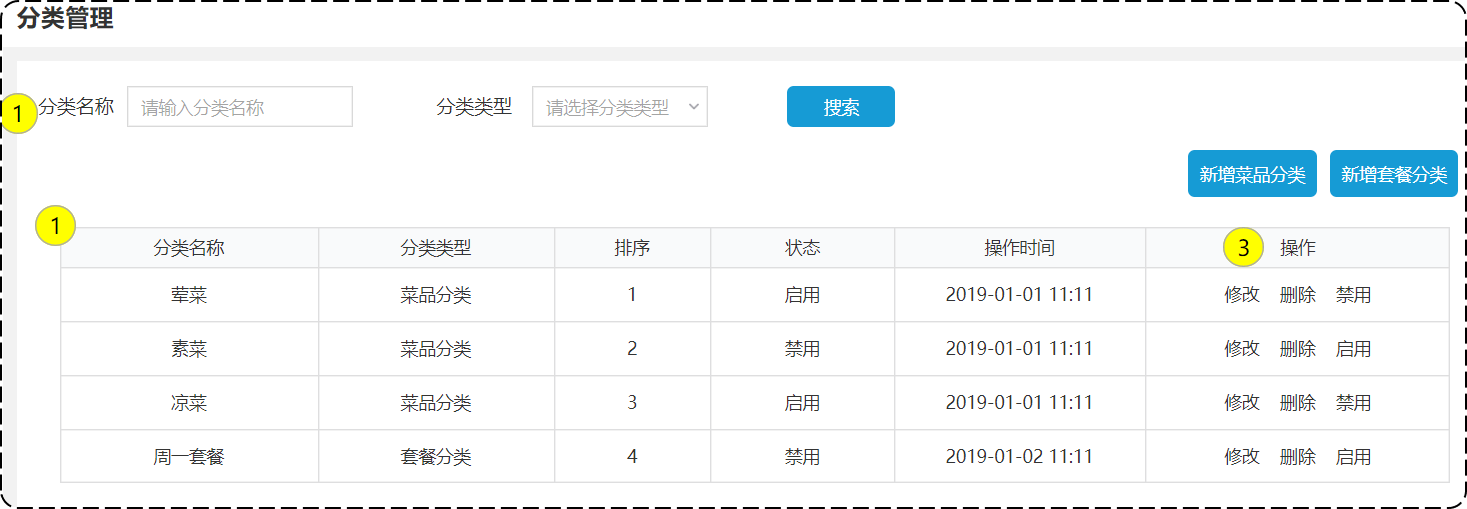 分类管理
1 分类名称 请输入分类名称 分类类型 请选择分类类型 搜索
新增菜品分类 新增套餐分类
1
分类名称 分类类型 排序 状态 操作时间 3 操作
荤菜 菜品分类 1 启用 2019-01-01 11:11 修改 删除 禁用
素菜 菜品分类 2 禁用 2019-01-01 11:11 修改 删除 启用
凉菜 菜品分类 3 启用 2019-01-01 11:11 修改 删除 禁用
周一套餐 套餐分类 4 禁用 2019-01-02 11:11 修改 删除 启用